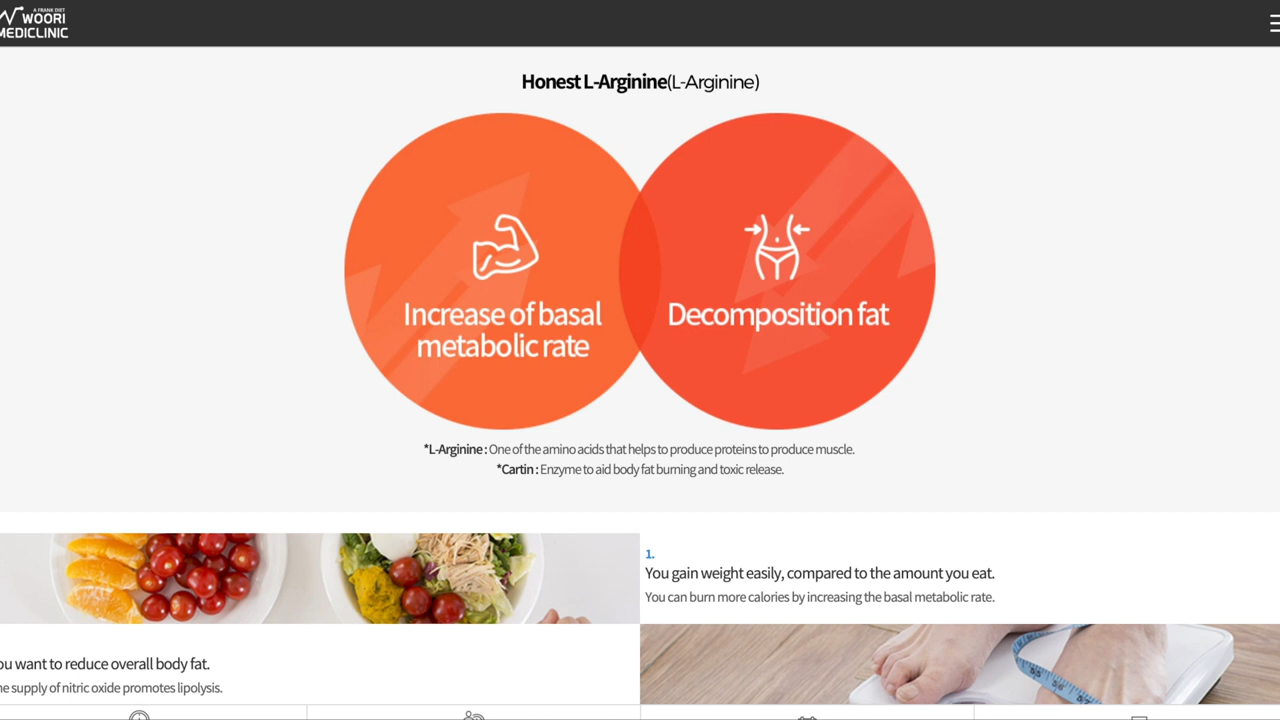 A FRANK DIET
WOORI
MEDICLINIC
Honest L-Arginine(L-Arginine)
Increase of basal
metabolic rate
Decomposition fat
*L-Arginine : One of the amino acids that helps to produce proteins to produce muscle.
*Cartin : Enzyme to aid body fat burning and toxic release.
1.
You gain weight easily, compared to the amount you eat.
You can burn more calories by increasing the basal metabolic rate.
ou want to reduce overall body fat.
he supply of nitric oxide promotes lipolysis.